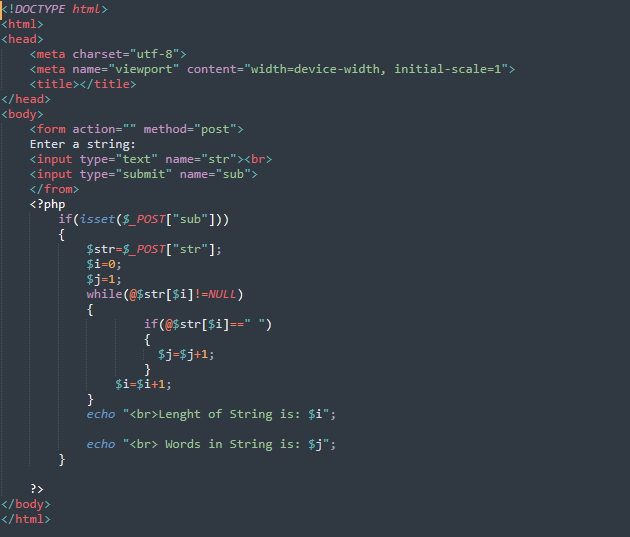 <!DOCTYPE html>
<html>
<head>
    <meta charset="utf-8">
    <meta name="viewport" content="width=device-width, initial-scale=1">
    <title></title>
</head>
<body>
    <form action="" method="post">
    Enter a string:
    <input type="text" name="str"><br>
    <input type="submit" name="sub">
    </from>
    <?php
        if(isset($_POST["sub"]))
        {
            $str=$_POST["str"];
            $i=0;
            $j=1;
            while(@$str[$i]!=NULL)
            {
                    if(@$str[$i]==" ")
                    {
                      $j=$j+1;
                    }
                $i=$i+1;
            }
            echo "<br>Lenght of String is: $i";

            echo "<br> Words in String is: $j";
        }

    ?>
</body>
</html>